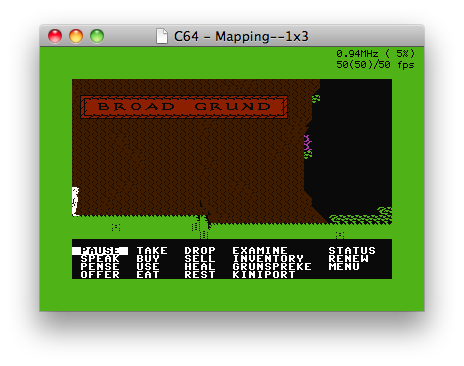 C64 - Mapping--1x3
0.94MHz ( 5%)
50(50)/50 fps
BROAD GRUND
PAUSE TAKE DROP EXAMINE STATUS
SPEAK BUY SELL INVENTORY RENEW
PENSE USE HEAL GRUNSPREKE MENU
OFFER EAT REST KINIPORT